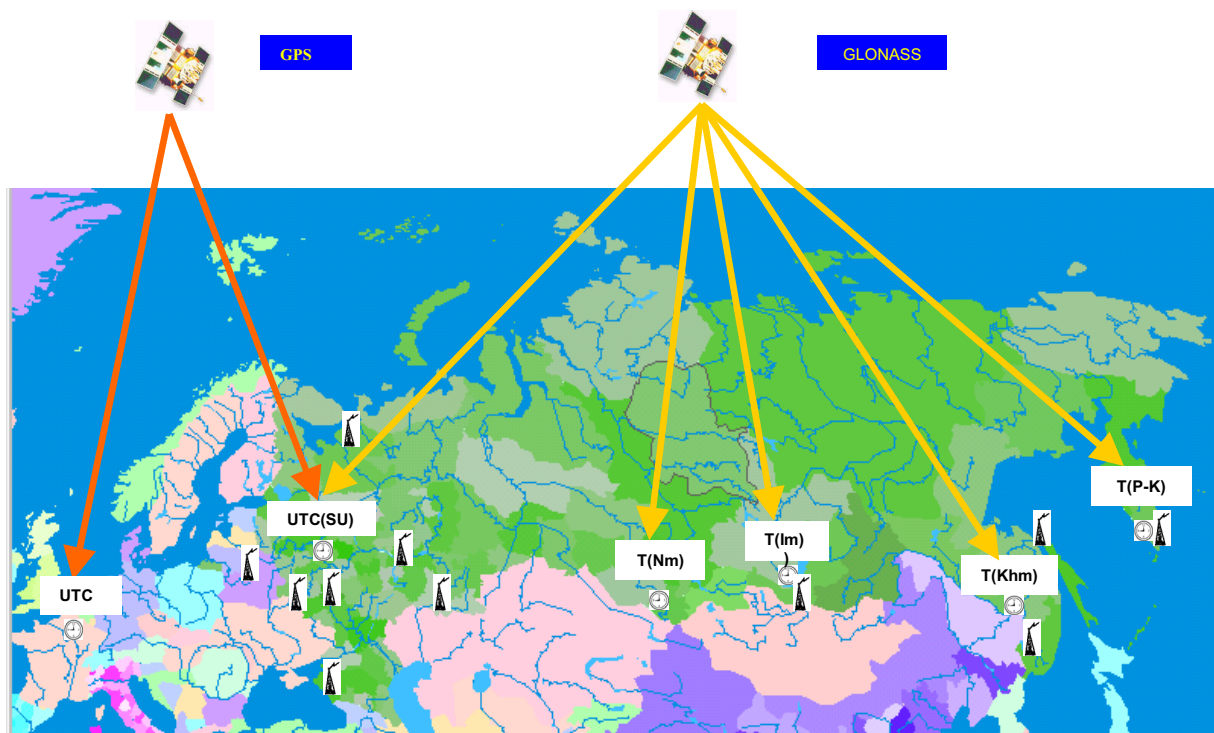 GPS
GLONASS
T(P-K)
UTC(SU)
T(Im)
)
T(Nm)
T(Khm)
UTC